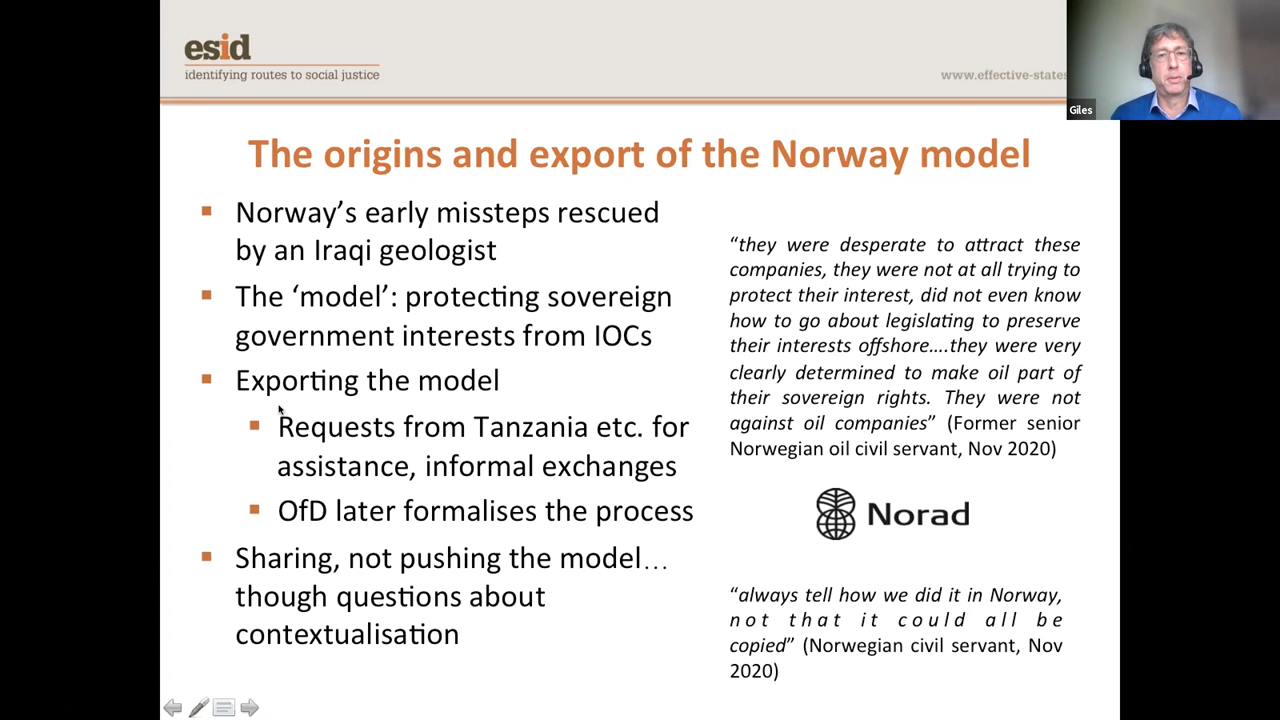 esid
identifying routes to social justice
www.effective-states
Giles
The origins and export of the Norway model
▪ Norway’s early missteps rescued
by an Iraqi geologist
▪ The ‘model’: protecting sovereign
government interests from IOCs
▪ Exporting the model
▪ Requests from Tanzania etc. for
assistance, informal exchanges
▪ OfD later formalises the process
▪ Sharing, not pushing the model…
though questions about
contextualisation
“they were desperate to attract these
companies, they were not at all trying to
protect their interest, did not even know
how to go about legislating to preserve
their interests offshore….they were very
clearly determined to make oil part of
their sovereign rights. They were not
against oil companies” (Former senior
Norwegian oil civil servant, Nov 2020)
Norad
“always tell how we did it in Norway,
not that it could all be
copied” (Norwegian civil servant, Nov
2020)